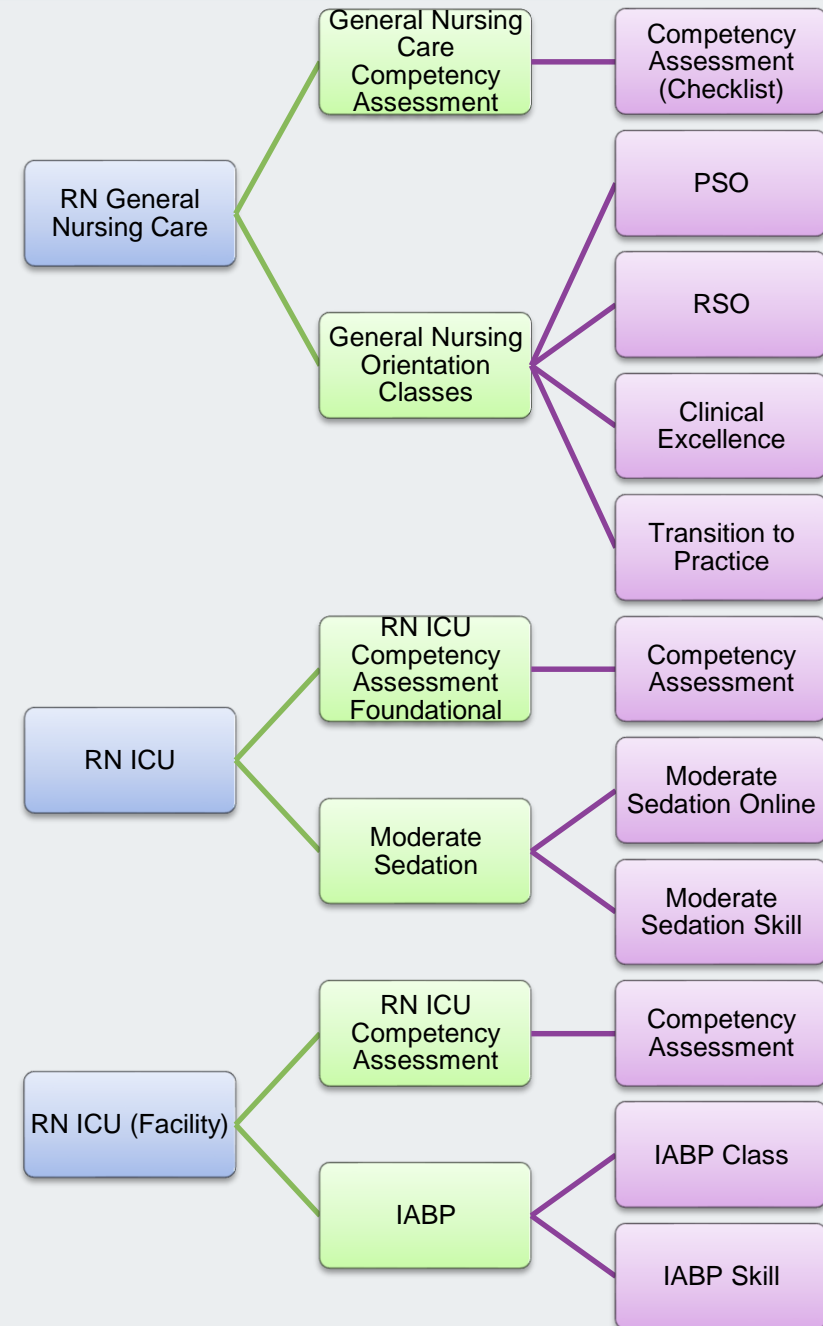 General Nursing
Care
Competency
Assessment
Competency
Assessment
(Checklist)
RN General
Nursing Care
PSO
RSO
General Nursing
Orientation
Classes
Clinical
Excellence
Transition to
Practice
RN ICU
Competency
Assessment
Foundational
Competency
Assessment
RN ICU
Moderate
Sedation
Moderate
Sedation Online
Moderate
Sedation Skill
RN ICU
Competency
Assessment
Competency
Assessment
RN ICU (Facility)
IABP
IABP Class
IABP Skill